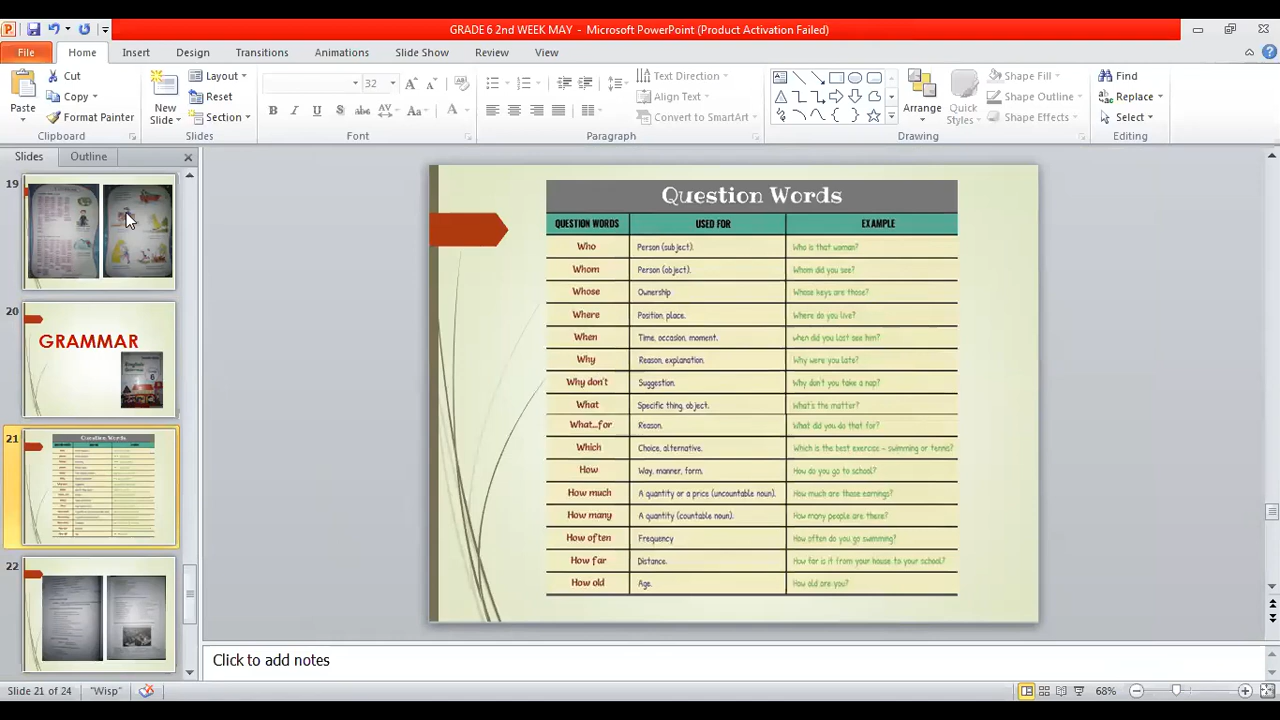 GRADE 6 2nd WEEK MAY - Microsoft PowerPoint (Product Activation Failed)
File Home Insert Design Transitions Animations Slide Show Review View
Paste
Cut
Copy
Format Painter
Clipboard
New Slide
Layout
Reset
Section
Slides
32
B I U S abc AV Aa A
Font
Text Direction
Align Text
Convert to SmartArt
Paragraph
Arrange
Quick Styles
Shape Fill
Shape Outline
Shape Effects
Drawing
Find
Replace
Select
Editing
Slides Outline
19
20
GRAMMAR
English
6
21
Question Words
22
Question Words
QUESTION WORDS USED FOR EXAMPLE
Who Person (subject). Who is that woman?
Whom Person (object). Whom did you see?
Whose Ownership Whose keys are those?
Where Position, place. Where do you live?
When Time, occasion, moment. when did you last see him?
Why Reason, explanation. Why were you late?
Why don't Suggestion. Why don't you take a nap?
What Specific thing, object. What's the matter?
What...for Reason. What did you do that for?
Which Choice, alternative. Which is the best exercise – swimming or tennis?
How Way, manner, form. How do you go to school?
How much A quantity or a price (uncountable noun). How much are those earnings?
How many A quantity (countable noun). How many people are there?
How often Frequency How often do you go swimming?
How far Distance. How far is it from your house to your school?
How old Age. How old are you?
Click to add notes
Slide 21 of 24 "Wisp" 68%